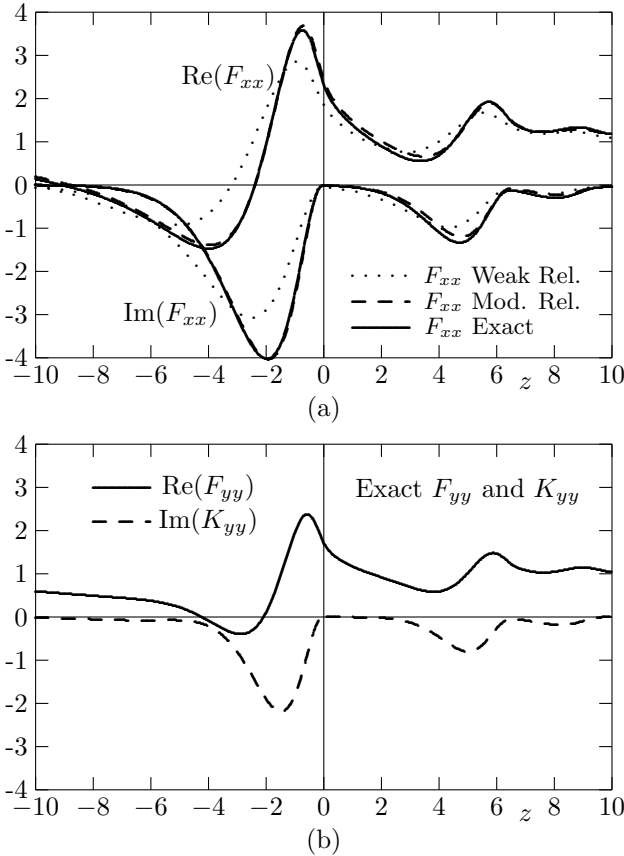 4
3
2
1
0
-1
-2
-3
-4
Re(F_xx)
Im(F_xx)
F_xx Weak Rel.
F_xx Mod. Rel.
F_xx Exact
−10 −8 −6 −4 −2 0 2 4 6 z 8 10
(a)
4
3
2
1
0
-1
-2
-3
-4
Re(F_yy)
Im(K_yy)
Exact F_yy and K_yy
−10 −8 −6 −4 −2 0 2 4 6 z 8 10
(b)